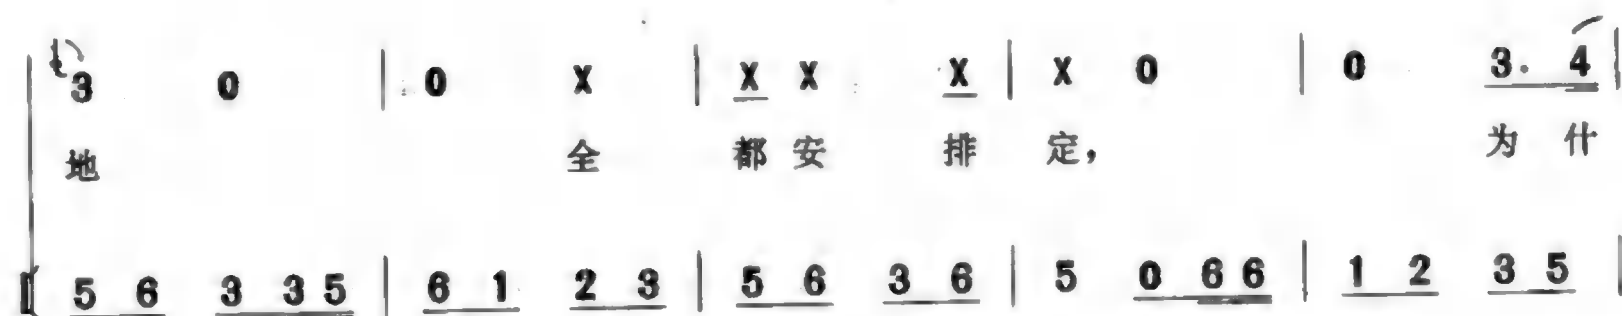 3 0 | 0 X | X X X | X 0 | 0 3. 4 |
地 全 都 安 排 定， 为 什
5 6 3 3 5 | 6 1 2 3 | 5 6 3 6 | 5 0 6 6 | 1 2 3 5 |